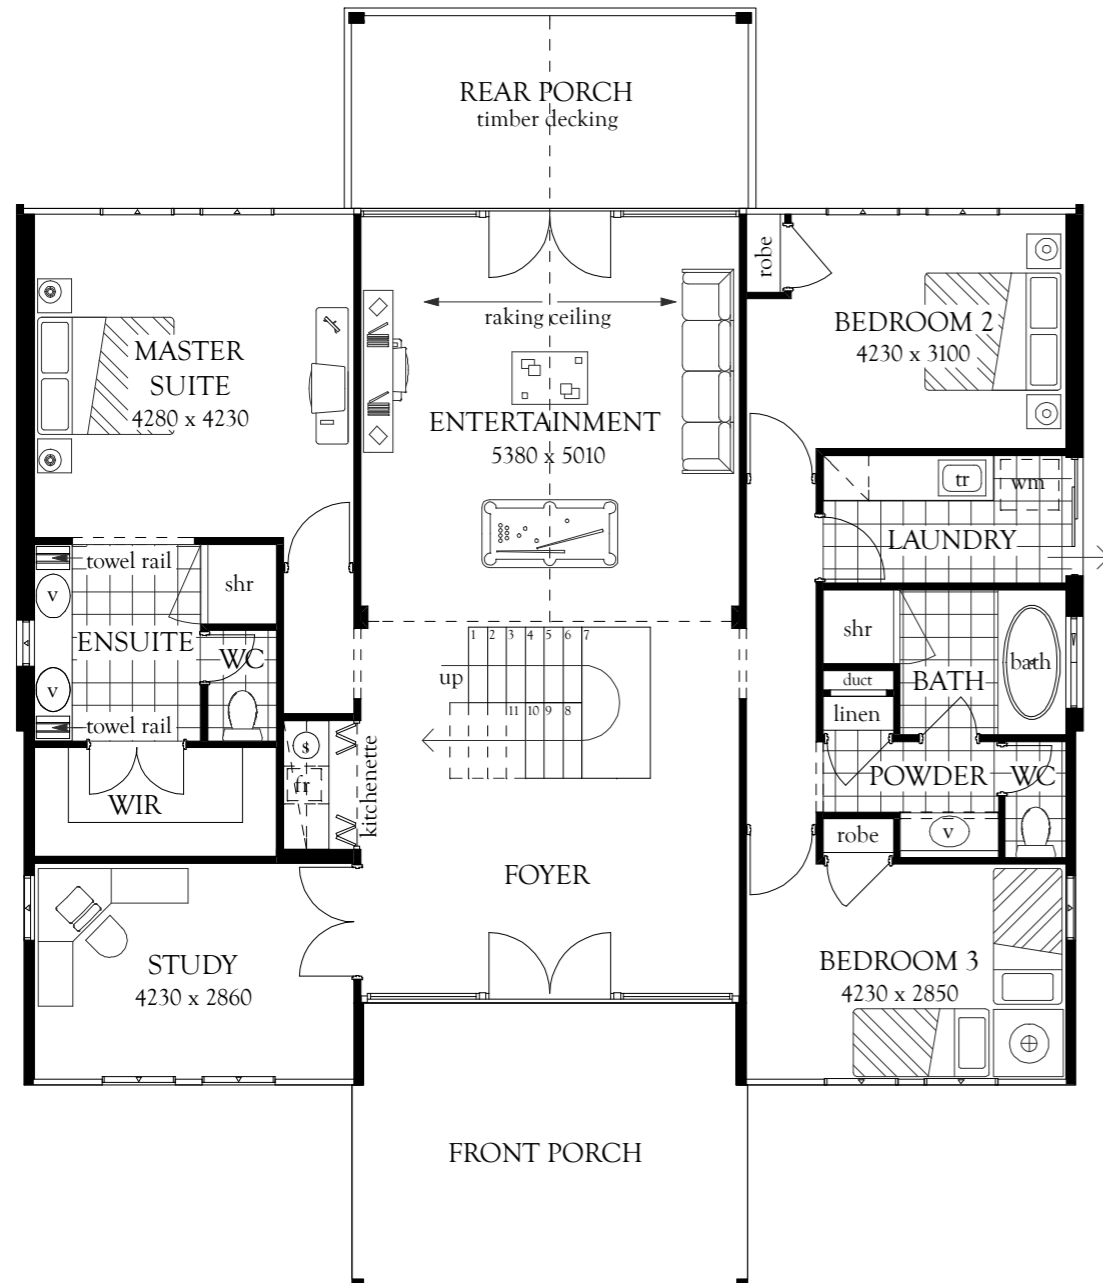 REAR PORCH
timber decking
robe
raking ceiling
BEDROOM 2
4230 x 3100
MASTER
SUITE
4280 x 4230
ENTERTAINMENT
5380 x 5010
tr
wm
LAUNDRY
towel rail
shr
v
ENSUITE
WC
v
towel rail
1 2 3 4 5 6 7
up
11 10 9 8
shr
bath
duct
BATH
linen
$
fr
kitchenette
WIR
POWDER
WC
robe
v
FOYER
STUDY
4230 x 2860
BEDROOM 3
4230 x 2850
FRONT PORCH